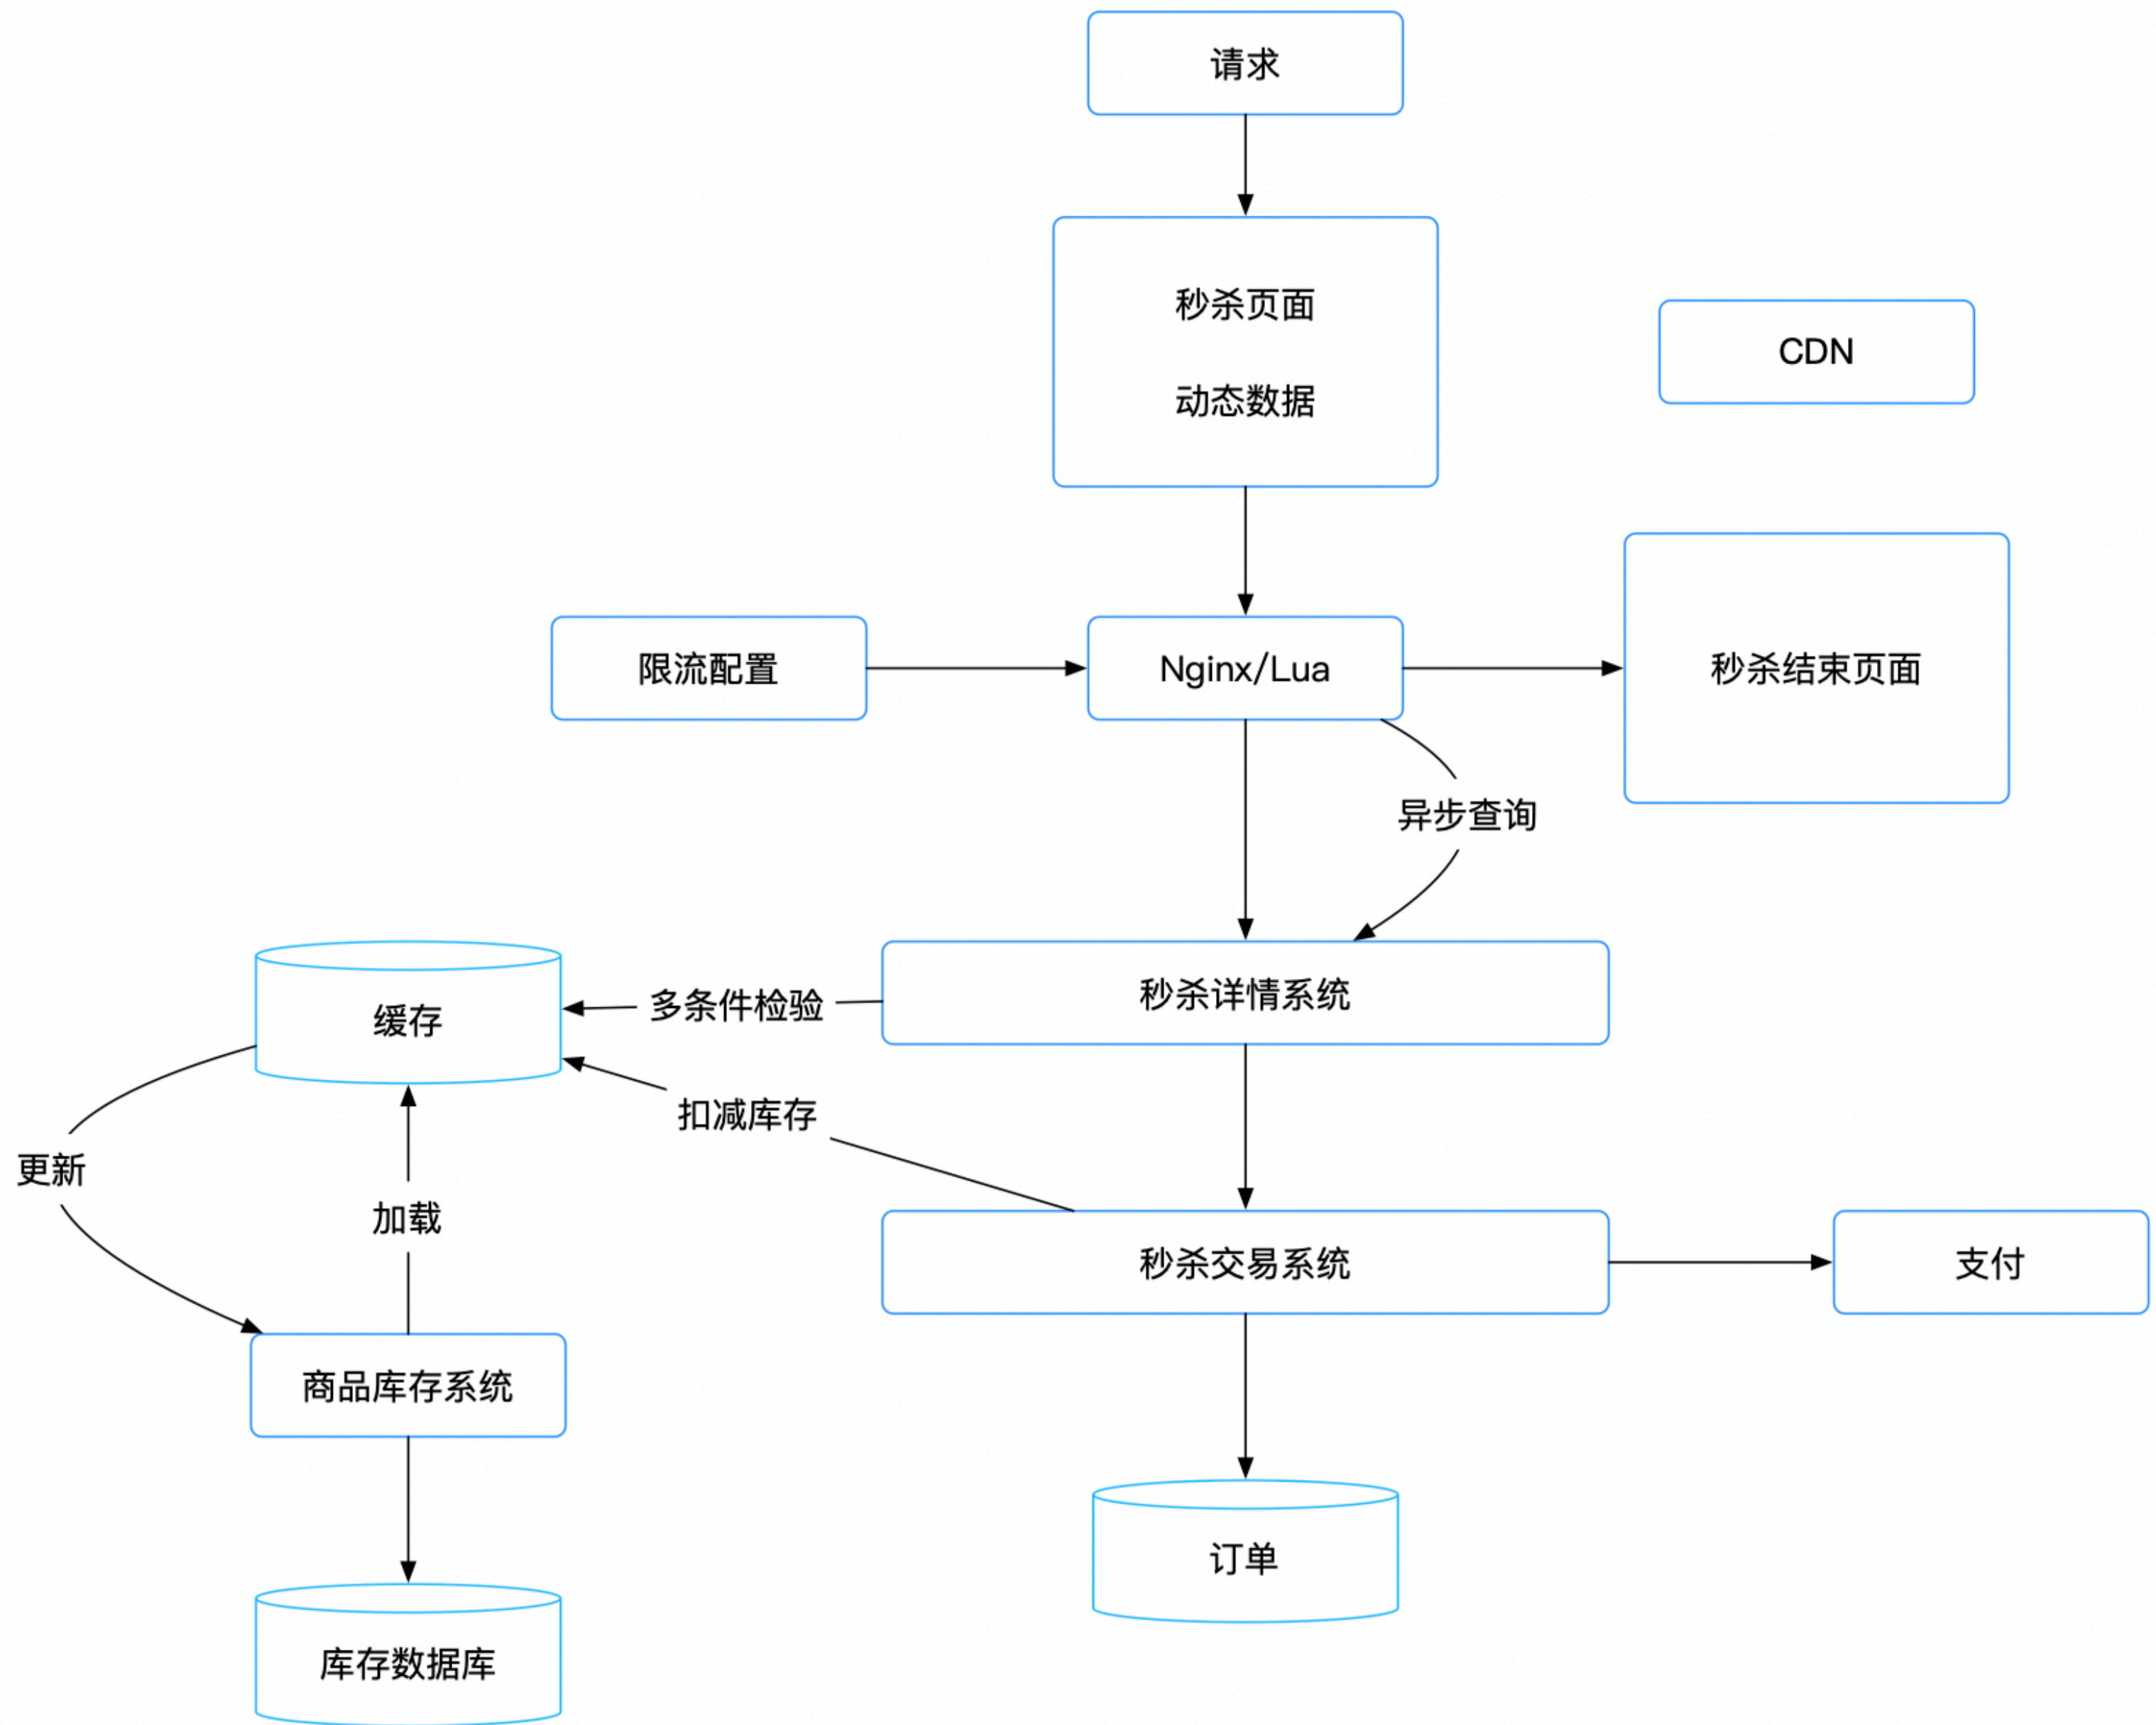 请求
秒杀页面
动态数据
CDN
限流配置
Nginx/Lua
秒杀结束页面
异步查询
缓存
多条件检验
秒杀详情系统
扣减库存
更新
加载
秒杀交易系统
支付
商品库存系统
订单
库存数据库